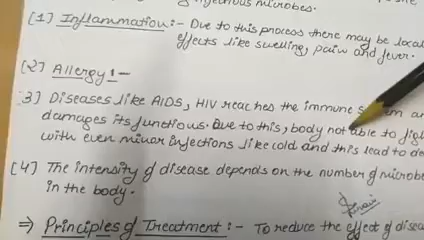 microbes.
[1] Inflammation:- Due to this process there may be local
effects like swelling, pain and fever.
[2] Allergy:-
3] Diseases like AIDS, HIV reaches the immune
damages its functions. Due to this, body not able to
with even minor infections like cold and this lead to
[4] The intensity of disease depends on the number of microbe
in the body.
⇒ Principles of Treatment:- To reduce the effect of